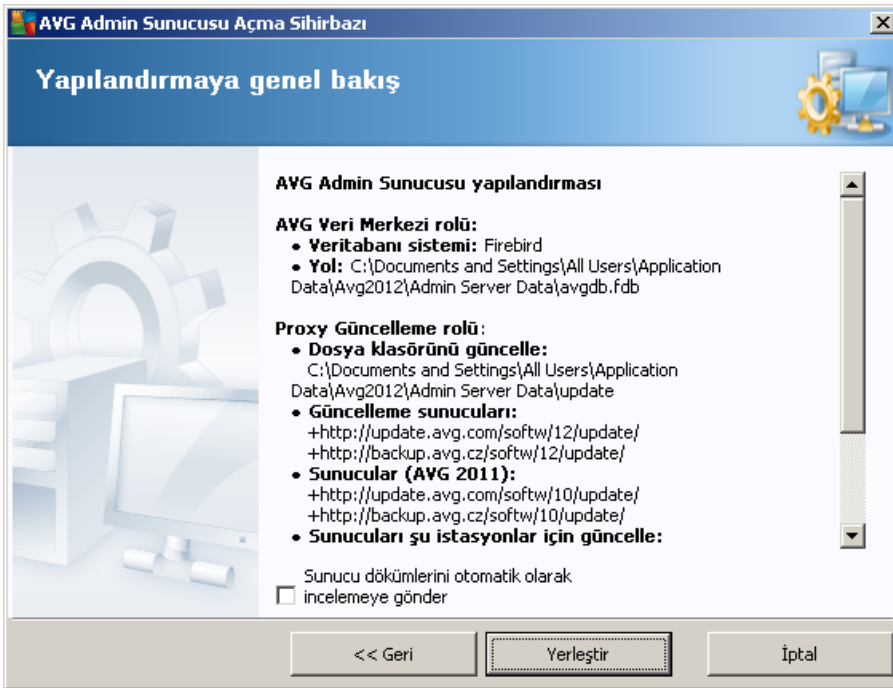 AVG Admin Sunucusu Açma Sihirbazı
Yapılandırmaya genel bakış
AVG Admin Sunucusu yapılandırması
AVG Veri Merkezi rolü:
• Veritabanı sistemi: Firebird
• Yol: C:\Documents and Settings\All Users\Application
Data\Avg2012\Admin Server Data\avgdb.fdb
Proxy Güncelleme rolü:
• Dosya klasörünü güncelle:
C:\Documents and Settings\All Users\Application
Data\Avg2012\Admin Server Data\update
• Güncelleme sunucuları:
+http://update.avg.com/softw/12/update/
+http://backup.avg.cz/softw/12/update/
• Sunucular (AVG 2011):
+http://update.avg.com/softw/10/update/
+http://backup.avg.cz/softw/10/update/
• Sunucuları şu istasyonlar için güncelle:
Sunucu dökümlerini otomatik olarak
incelemeye gönder
<< Geri
Yerleştir
İptal